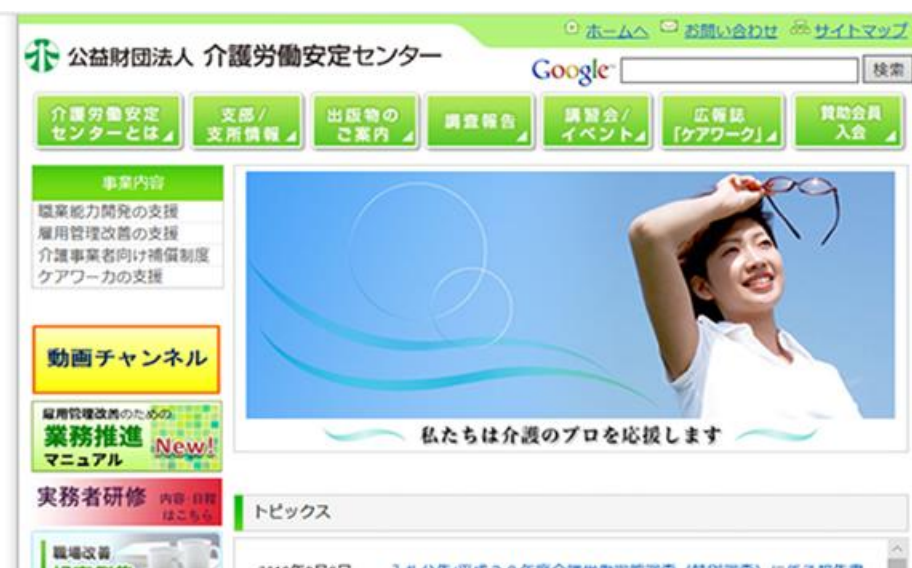 ホームへ お問い合わせ サイトマップ
公益財団法人 介護労働安定センター
Google 検索
介護労働安定
センターとは
支部/
支所情報
出版物の
ご案内
調査報告
講習会/
イベント
広報誌
「ケアワーク」
賛助会員
入会
事業内容
職業能力開発の支援
雇用管理改善の支援
介護事業者向け補償制度
ケアワーカの支援
動画チャンネル
雇用管理改善のための
業務推進
マニュアル
New!
実務者研修 内容・日程
はこちら
私たちは介護のプロを応援します
トピックス
職場改善